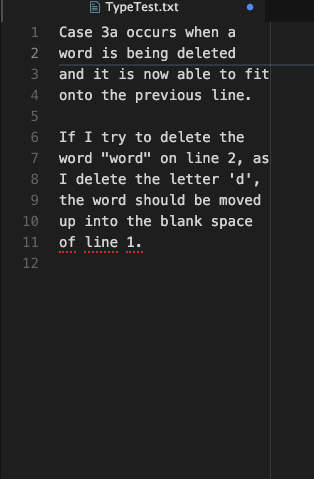 TypeTest.txt
1 Case 3a occurs when a
2 word is being deleted
3 and it is now able to fit
4 onto the previous line.
5
6 If I try to delete the
7 word "word" on line 2, as
8 I delete the letter 'd',
9 the word should be moved
10 up into the blank space
11 of line 1.
12